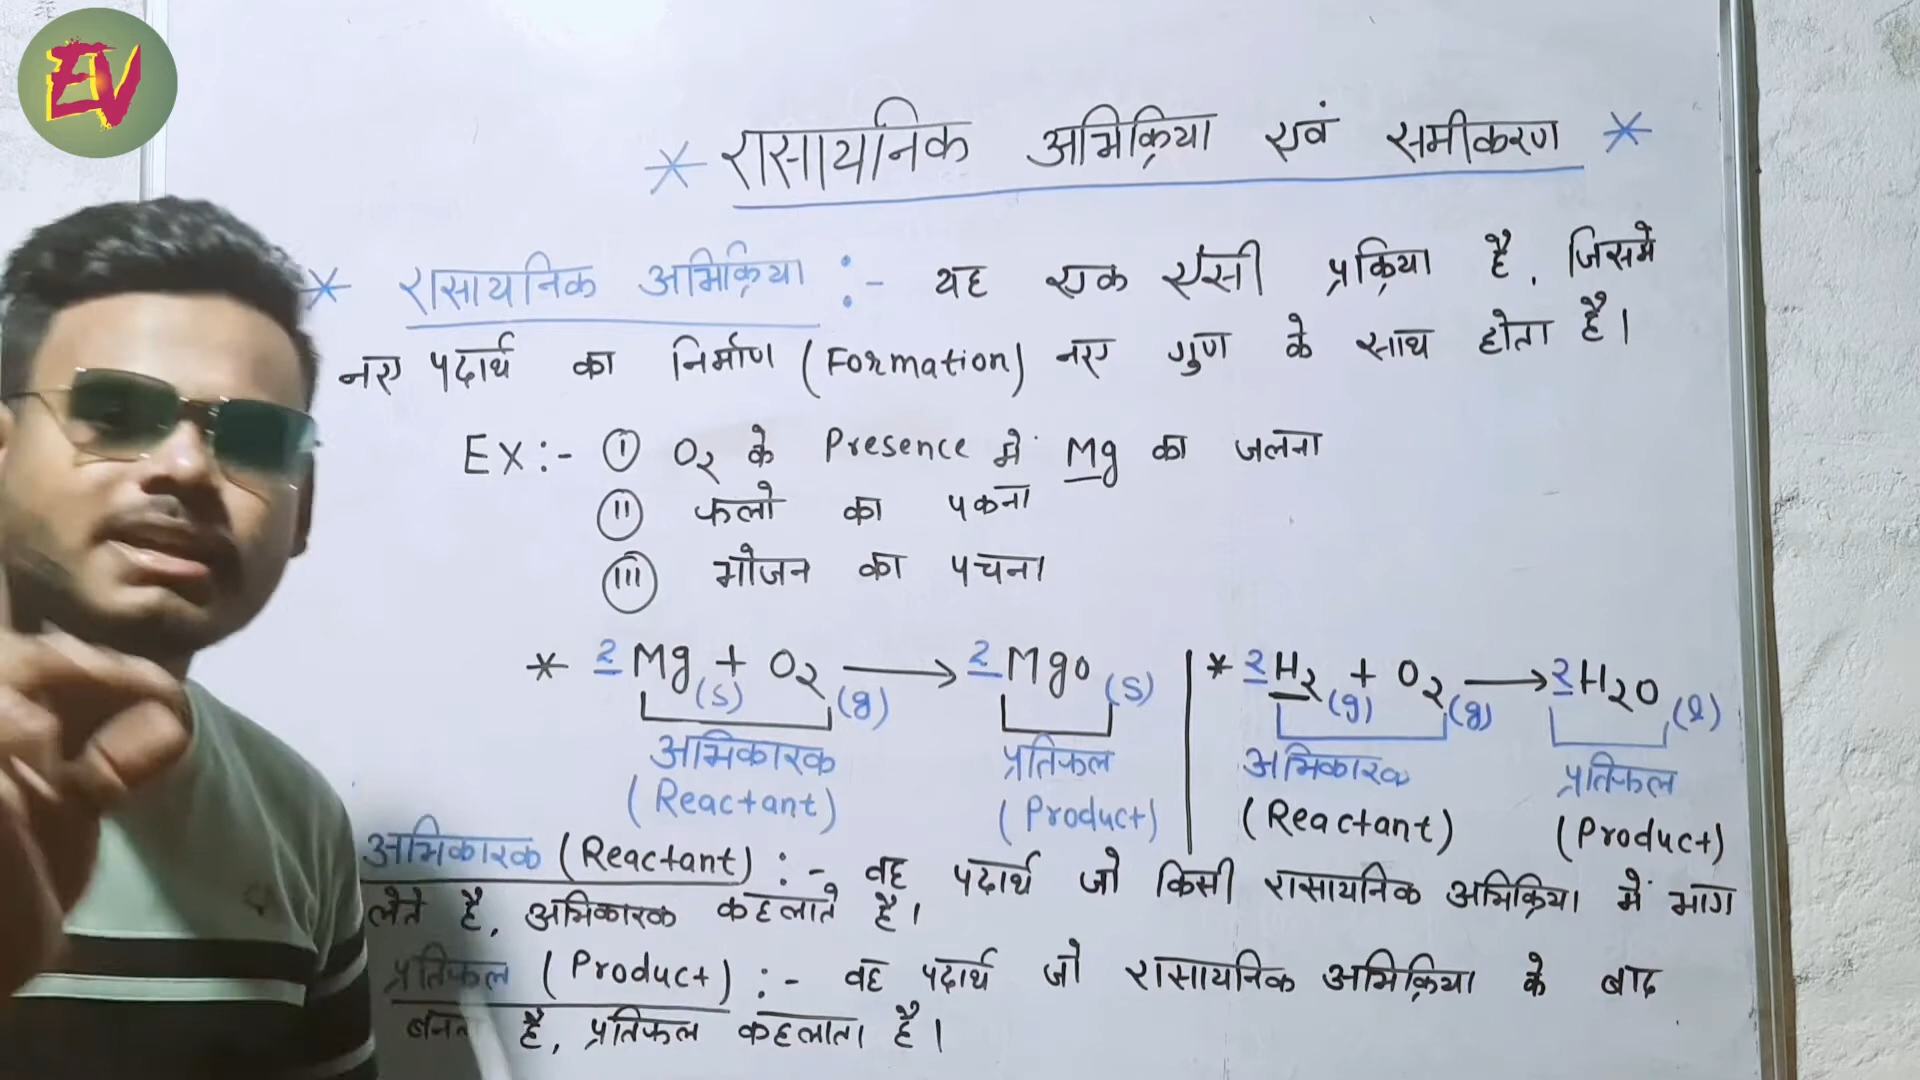 EV
* रासायनिक अभिक्रिया एवं समीकरण *
* रासायनिक अभिक्रिया :- यह एक ऐसी प्रक्रिया है, जिसमे
नए पदार्थ का निर्माण (Formation) नए गुण के साथ होता है।
EX:- (I) O₂ के Presence में Mg का जलना
(II) फलो का पकना
(III) भोजन का पचना
* 2Mg(s) + O₂(g) ⟶ 2Mgo(s) | * 2H₂(g) + O₂(g) ⟶ 2H₂O(l)
अभिकारक प्रतिफल अभिकारक प्रतिफल
(Reactant) (Product) (Reactant) (Product)
अभिकारक (Reactant) :- वह पदार्थ जो किसी रासायनिक अभिक्रिया में भाग
लेते है, अभिकारक कहलाते है।
प्रतिफल (Product) :- वह पदार्थ जो रासायनिक अभिक्रिया के बाद
बनता है, प्रतिफल कहलाता है।